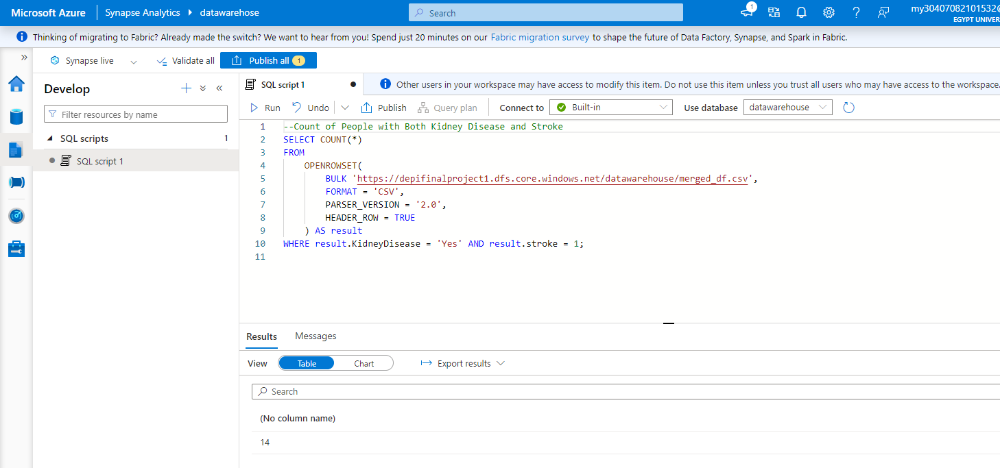 Microsoft Azure
Synapse Analytics
datawarehose
Search
1
my30407082101532@
EGYPT UNIVER
Thinking of migrating to Fabric? Already made the switch? We want to hear from you! Spend just 20 minutes on our Fabric migration survey to shape the future of Data Factory, Synapse, and Spark in Fabric.
Synapse live
Validate all
Publish all 1
Develop
Filter resources by name
SQL scripts 1
SQL script 1
SQL script 1
Other users in your workspace may have access to modify this item. Do not use this item unless you trust all users who may have access to the workspace.
Run
Undo
Publish
Query plan
Connect to
Built-in
Use database
datawarehouse
1 --Count of People with Both Kidney Disease and Stroke
2 SELECT COUNT(*)
3 FROM
4 OPENROWSET(
5 BULK 'https://depifinalproject1.dfs.core.windows.net/datawarehouse/merged_df.csv',
6 FORMAT = 'CSV',
7 PARSER_VERSION = '2.0',
8 HEADER_ROW = TRUE
9 ) AS result
10 WHERE result.KidneyDisease = 'Yes' AND result.stroke = 1;
11
Results
Messages
View
Table
Chart
Export results
Search
(No column name)
14